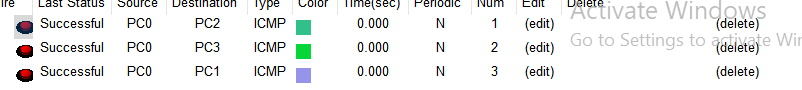 ire Last Status Source Destination Type Color Time(sec) Periodic Num Edit Delete
Successful PC0 PC2 ICMP 0.000 N 1 (edit) (delete)
Successful PC0 PC3 ICMP 0.000 N 2 (edit) (delete)
Successful PC0 PC1 ICMP 0.000 N 3 (edit) (delete)
Activate Windows
Go to Settings to activate Win